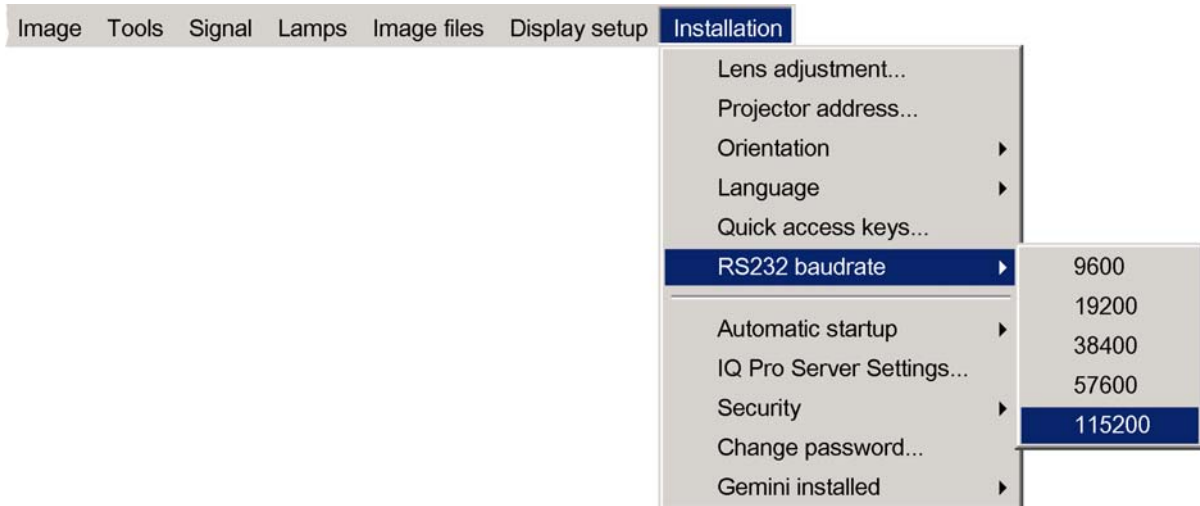 Image Tools Signal Lamps Image files Display setup Installation
Lens adjustment...
Projector address...
Orientation
Language
Quick access keys...
RS232 baudrate
9600
19200
38400
57600
115200
Automatic startup
IQ Pro Server Settings...
Security
Change password...
Gemini installed